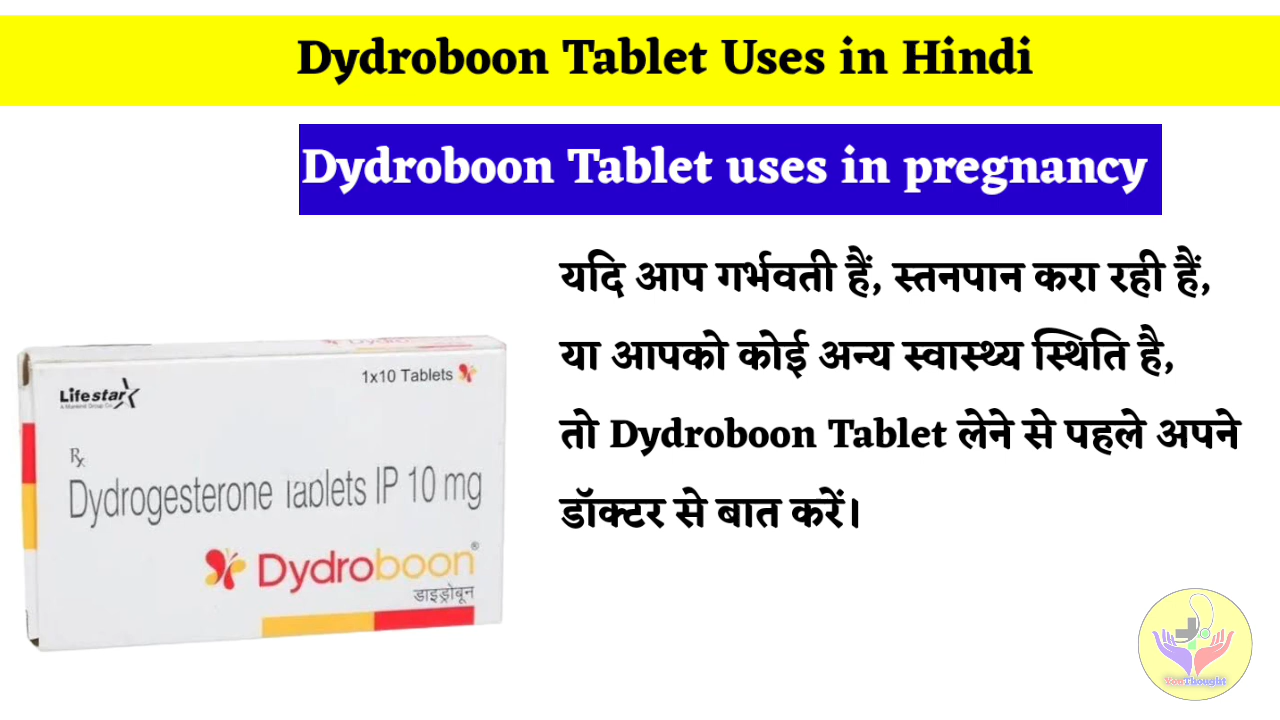 Dydroboon Tablet Uses in Hindi
Dydroboon Tablet uses in pregnancy
यदि आप गर्भवती हैं, स्तनपान करा रही हैं,
या आपको कोई अन्य स्वास्थ्य स्थिति है,
तो Dydroboon Tablet लेने से पहले अपने
डॉक्टर से बात करें।
1x10 Tablets
Lifestar
Rx
Dydrogesterone Tablets IP 10 mg
Dydroboon®
डाइड्रोबून
YouThought